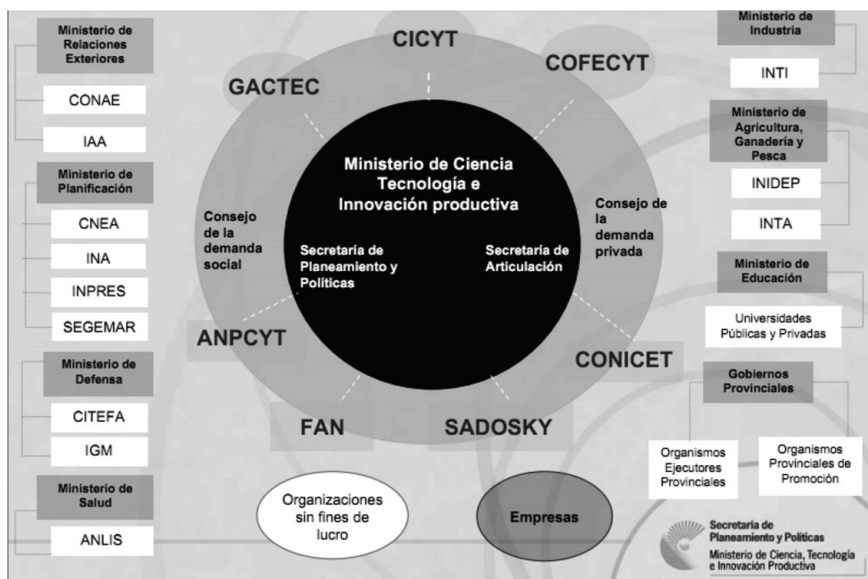 Ministerio de
Relaciones
Exteriores
CONAE
IAA
Ministerio de
Planificación
CNEA
INA
INPRES
SEGEMAR
Ministerio de
Defensa
CITEFA
IGM
Ministerio de
Salud
ANLIS
CICYT
GACTEC
COFECYT
Ministerio de Ciencia
Tecnología e
Innovación productiva
Consejo
de la
demanda
social
Secretaría de
Planeamiento y
Políticas
Secretaría de
Articulación
Consejo de
la
demanda
privada
ANPCYT
CONICET
FAN
SADOSKY
Organizaciones
sin fines de
lucro
Empresas
Ministerio de
Industria
INTI
Ministerio de
Agricultura,
Ganadería y
Pesca
INIDEP
INTA
Ministerio de
Educación
Universidades
Públicas y Privadas
Gobiernos
Provinciales
Organismos
Ejecutores
Provinciales
Organismos
Provinciales de
Promoción
Secretaría de
Planeamiento y Políticas
Ministerio de Ciencia, Tecnología
e Innovación Productiva